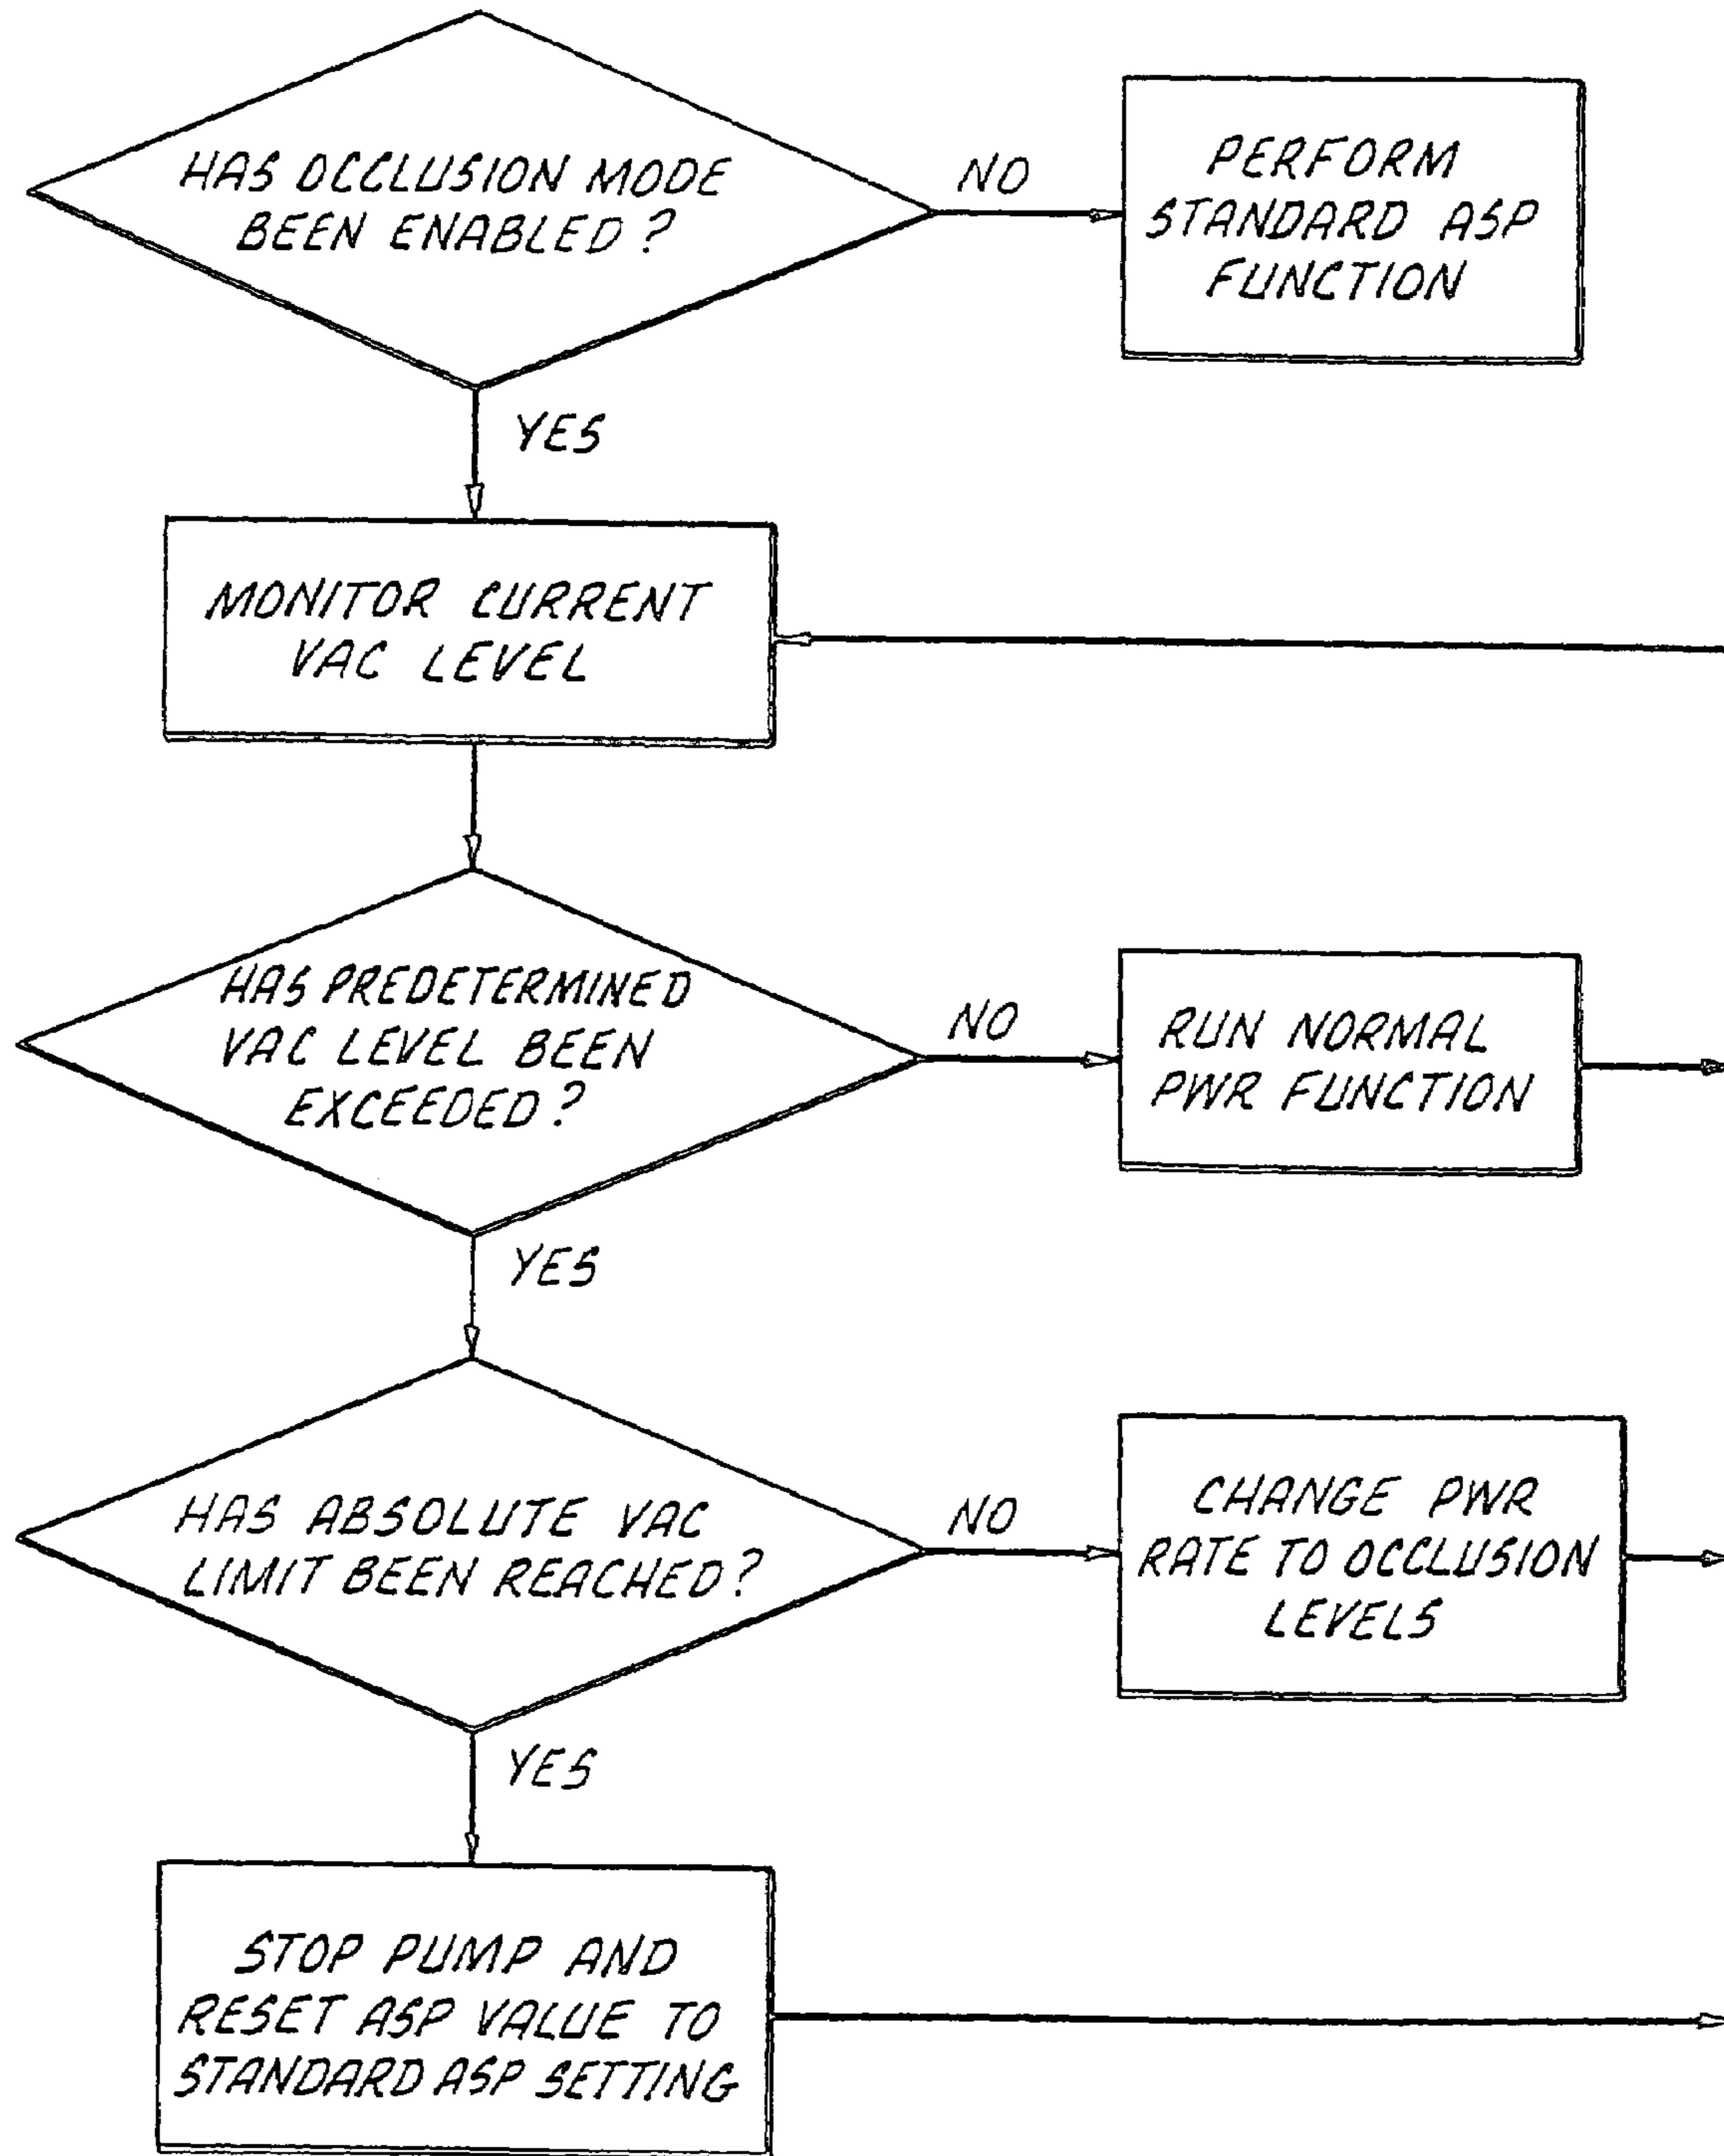 HAS OCCLUSION MODE
BEEN ENABLED?
NO
PERFORM
STANDARD ASP
FUNCTION
YES
MONITOR CURRENT
VAC LEVEL
HAS PREDETERMINED
VAC LEVEL BEEN
EXCEEDED?
NO
RUN NORMAL
PWR FUNCTION
YES
HAS ABSOLUTE VAC
LIMIT BEEN REACHED?
NO
CHANGE PWR
RATE TO OCCLUSION
LEVELS
YES
STOP PUMP AND
RESET ASP VALUE TO
STANDARD ASP SETTING